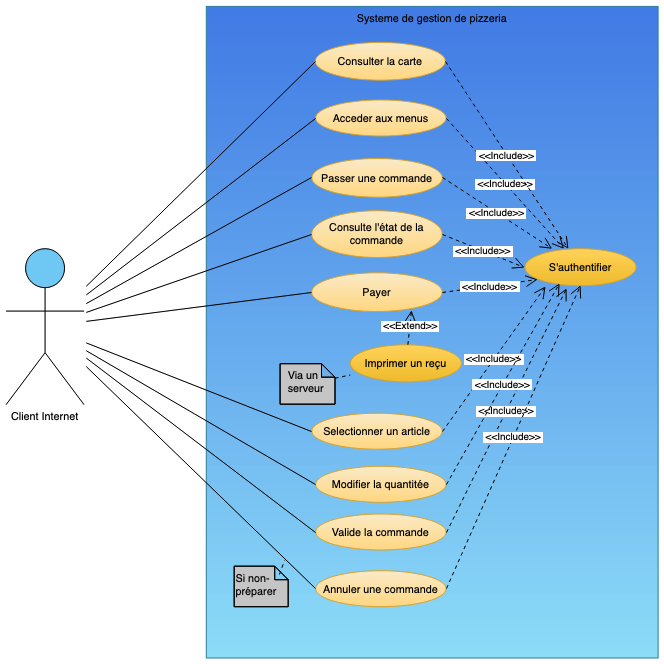 Systeme de gestion de pizzeria
Consulter la carte
Acceder aux menus
<<Include>>
Passer une commande
<<Include>>
<<Include>>
Consulte l'état de la
commande
<<Include>>
S'authentifier
Payer
<<Include>>
<<Extend>>
Imprimer un reçu
<<Include>>
Via un
serveur
<<Include>>
Client Internet
<<Include>>
Selectionner un article
<<Include>>
Modifier la quantitée
Valide la commande
Si non-
préparer
Annuler une commande